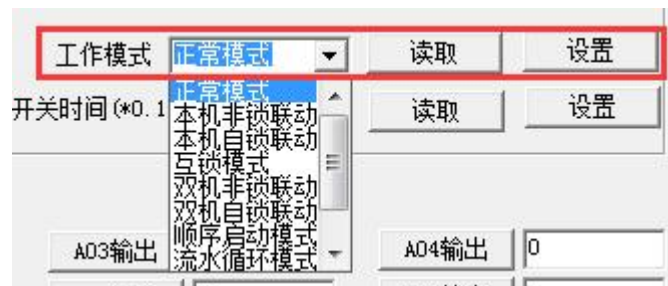 工作模式 正常模式 读取 设置
正常模式
开关时间(*0.1 读取 设置
本机非锁联动
本机自锁联动
互锁模式
双机非锁联动
双机自锁联动
顺序启动模式
流水循环模式
A03输出 A04输出 0